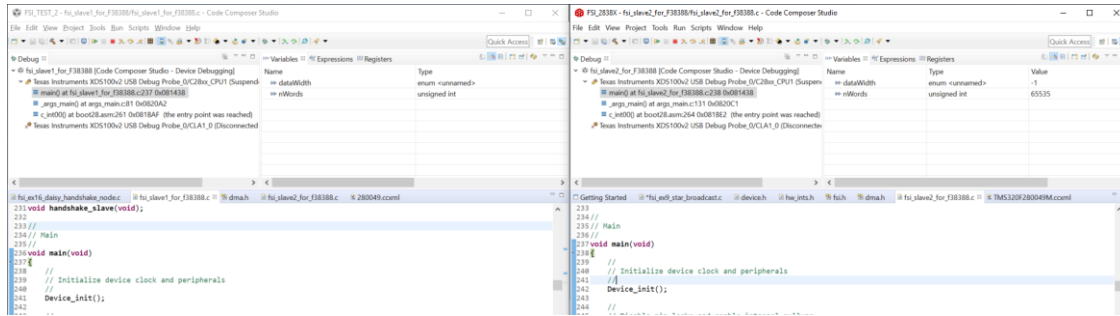 FSI_TEST_2 - fsi_slave1_for_f38388/fsi_slave1_for_f38388.c - Code Composer Studio
File Edit View Project Tools Run Scripts Window Help
Quick Access
Debug
Variables Expressions Registers
fsi_slave1_for_f38388 [Code Composer Studio - Device Debugging]
Texas Instruments XDS100v2 USB Debug Probe_0/C28xx_CPU1 (Suspend
main() at fsi_slave1_for_f38388.c:237 0x081438
_args_main() at args_main.c:81 0x0820A2
c_int00() at boot28.asm:261 0x0818AF (the entry point was reached)
Texas Instruments XDS100v2 USB Debug Probe_0/CLA1_0 (Disconnected
Name Type
dataWidth enum <unnamed>
nWords unsigned int
fsi_ex16_daisy_handshake_node.c fsi_slave1_for_f38388.c dma.h fsi_slave2_for_f38388.c 280049.ccxml
231 void handshake_slave(void);
232
233 //
234 // Main
235 //
236 void main(void)
237 {
238 //
239 // Initialize device clock and peripherals
240 //
241 Device_init();
242
FSI_2838X - fsi_slave2_for_F38388/fsi_slave2_for_f38388.c - Code Composer Studio
File Edit View Project Tools Run Scripts Window Help
Quick Access
Debug
Variables Expressions Registers
fsi_slave2_for_F38388 [Code Composer Studio - Device Debugging]
Texas Instruments XDS100v2 USB Debug Probe_0/C28xx_CPU1 (Suspend
main() at fsi_slave2_for_f38388.c:238 0x081438
_args_main() at args_main.c:131 0x0820C1
c_int00() at boot28.asm:264 0x0818E2 (the entry point was reached)
Texas Instruments XDS100v2 USB Debug Probe_0/CLA1_0 (Disconnecte
Name Type Value
dataWidth enum <unnamed> -1
nWords unsigned int 65535
Getting Started *fsi_ex9_star_broadcast.c device.h hw_ints.h fsi.h dma.h fsi_slave2_for_f38388.c TMS320F280049M.ccxml
233
234 //
235 // Main
236 //
237 void main(void)
238 {
239 //
240 // Initialize device clock and peripherals
241 //
242 Device_init();
243
244 //